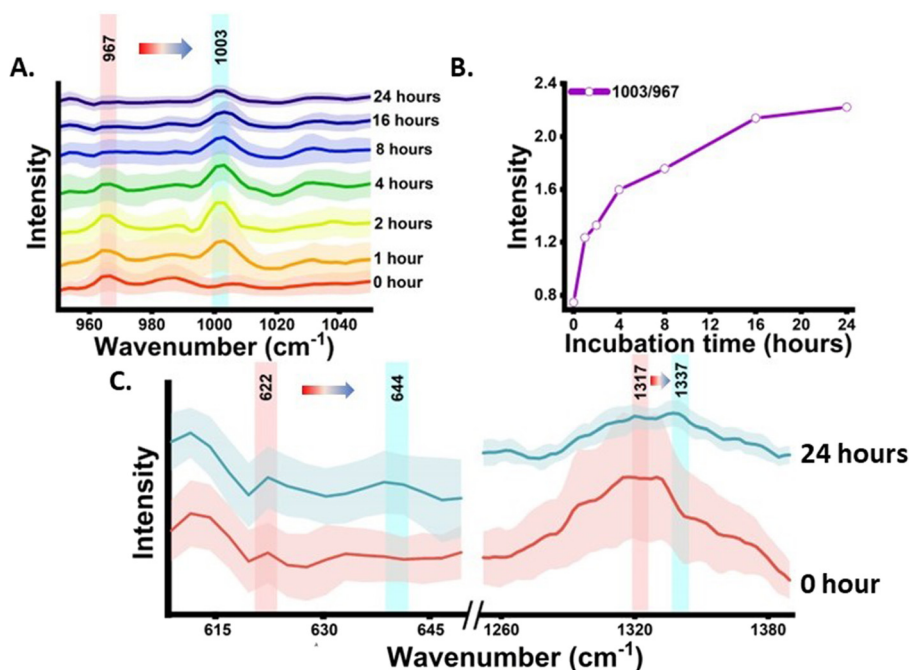 A.
967
1003
24 hours
16 hours
8 hours
4 hours
2 hours
1 hour
0 hour
Intensity
960 980 1000 1020 1040
Wavenumber (cm⁻¹)
B.
1003/967
2.4
2.0
1.6
1.2
0.8
Intensity
0 4 8 12 16 20 24
Incubation time (hours)
C.
622
644
1317
1337
24 hours
0 hour
Intensity
615 630 645 1260 1320 1380
Wavenumber (cm⁻¹)